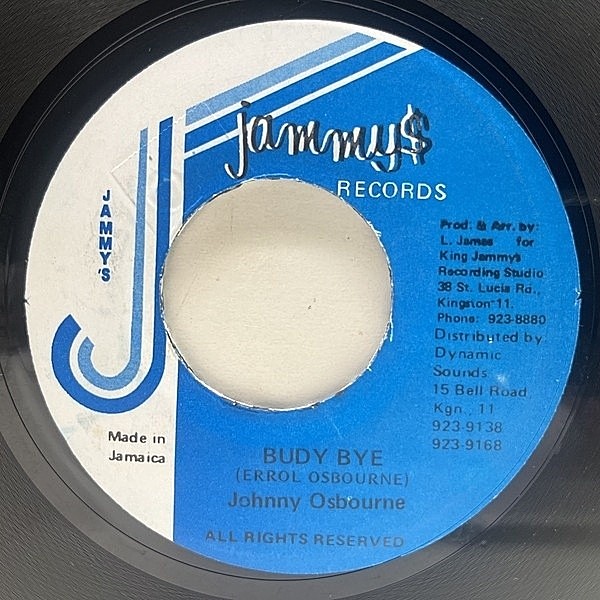 jammy$
RECORDS
JAMMY'S
Prod: & Arr. by:
L. James for
King Jammy's
Recording Studio
38 St. Lucia Rd.,
Kingston 11.
Phone: 923-8880
Distributed by:
Dynamic
Sounds
15 Bell Road
Kgn., 11
923-9138
923-9168
Made in
Jamaica
BUDY BYE
(ERROL OSBOURNE)
Johnny Osbourne
ALL RIGHTS RESERVED